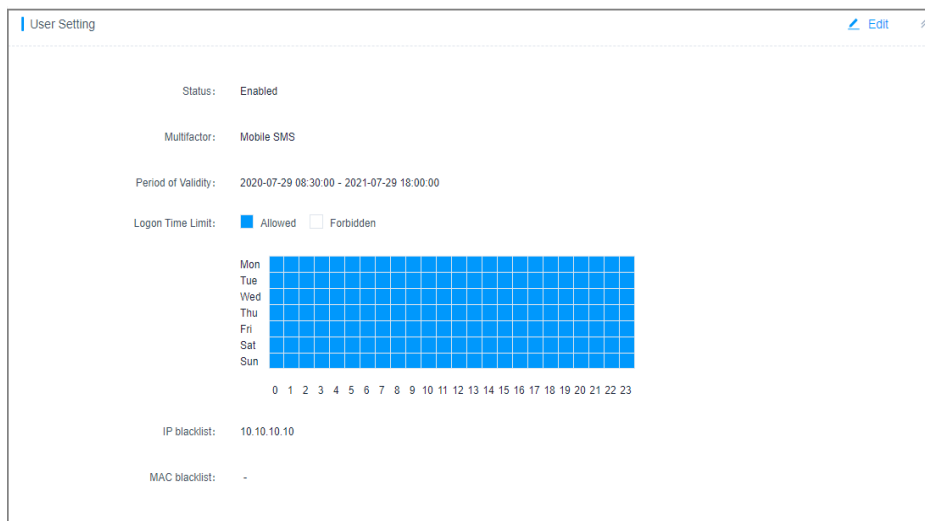 User Setting Edit
Status: Enabled
Multifactor: Mobile SMS
Period of Validity: 2020-07-29 08:30:00 - 2021-07-29 18:00:00
Logon Time Limit: Allowed Forbidden
Mon
Tue
Wed
Thu
Fri
Sat
Sun
0 1 2 3 4 5 6 7 8 9 10 11 12 13 14 15 16 17 18 19 20 21 22 23
IP blacklist: 10.10.10.10
MAC blacklist: -